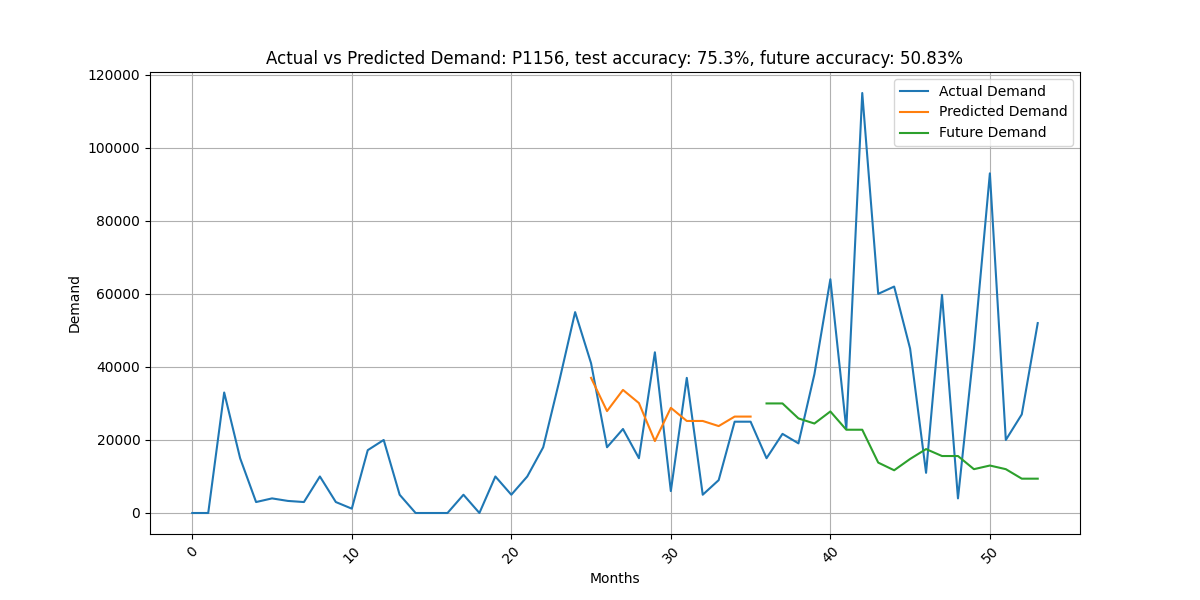 Actual vs Predicted Demand: P1156, test accuracy: 75.3%, future accuracy: 50.83%
Actual Demand
Predicted Demand
Future Demand
Demand
120000
100000
80000
60000
40000
20000
0
0
10
20
30
40
50
Months